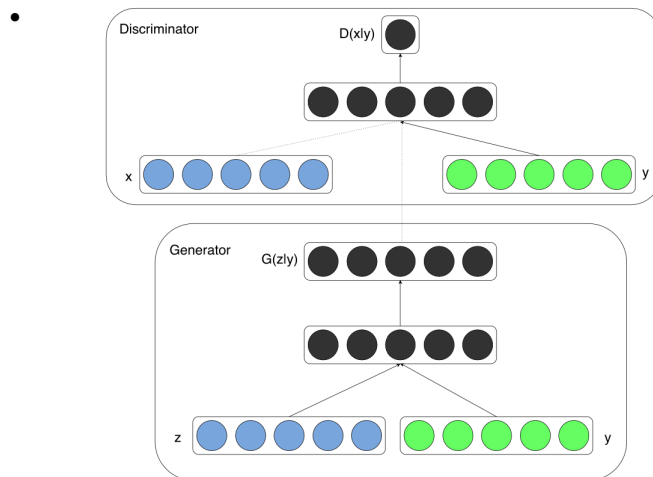 Discriminator
D(x|y)
x
y
Generator
G(z|y)
z
y